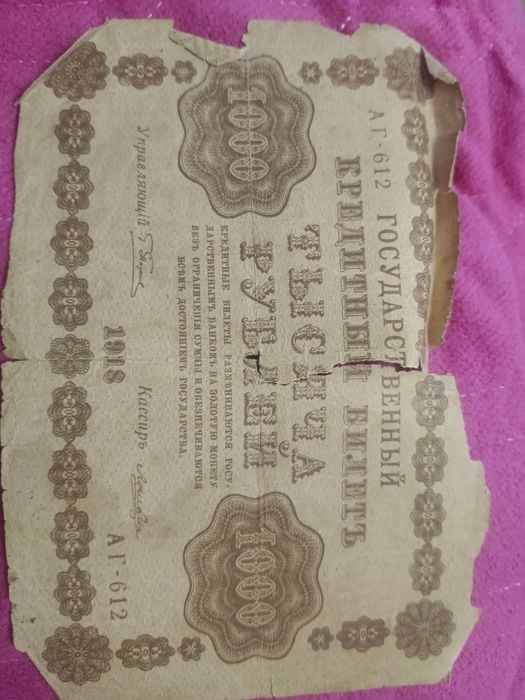 АГ-612 ГОСУДАРСТВЕННЫЙ
КРЕДИТНЫЙ БИЛЕТЪ
1000 ТЫСЯЧА 1000
РУБЛЕЙ
КРЕДИТНЫЕ БИЛЕТЫ РАЗМѢНИВАЮТСЯ ГОСУ-
ДАРСТВЕННЫМЪ БАНКОМЪ НА ЗОЛОТУЮ МОНЕТУ
БЕЗЪ ОГРАНИЧЕНІЯ СУММЫ И ОБЕЗПЕЧИВАЮТСЯ
ВСѢМЪ ДОСТОЯНІЕМЪ ГОСУДАРСТВА.
1918 АГ-612
Управляющій Кассиръ